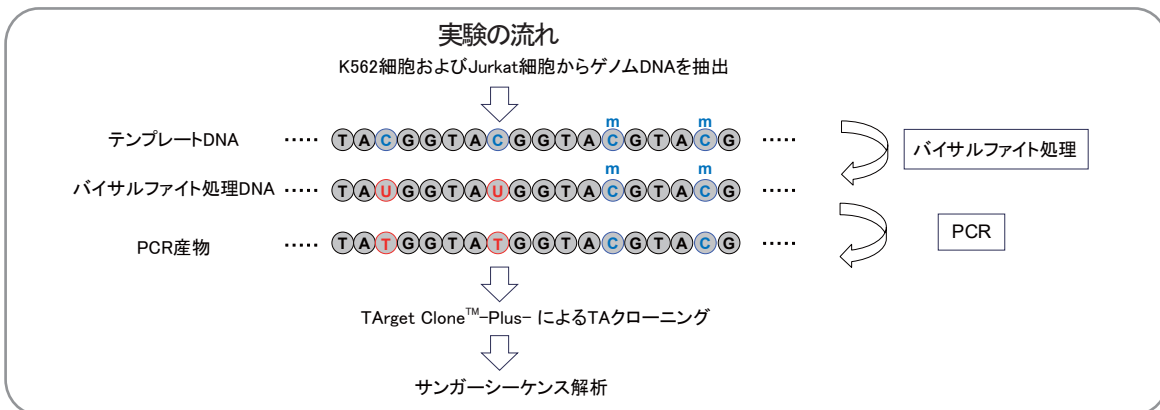 実験の流れ
K562細胞およびJurkat細胞からゲノムDNAを抽出
m m
テンプレートDNA ····· TACGGTACGGTACGTACG ·····
バイサルファイト処理
m m
バイサルファイト処理DNA ····· TAUGGTAUGGTACGTACG ·····
PCR
PCR産物 ····· TATGGTATGGTACGTACG ·····
TArget Clone™-Plus- によるTAクローニング
サンガーシーケンス解析